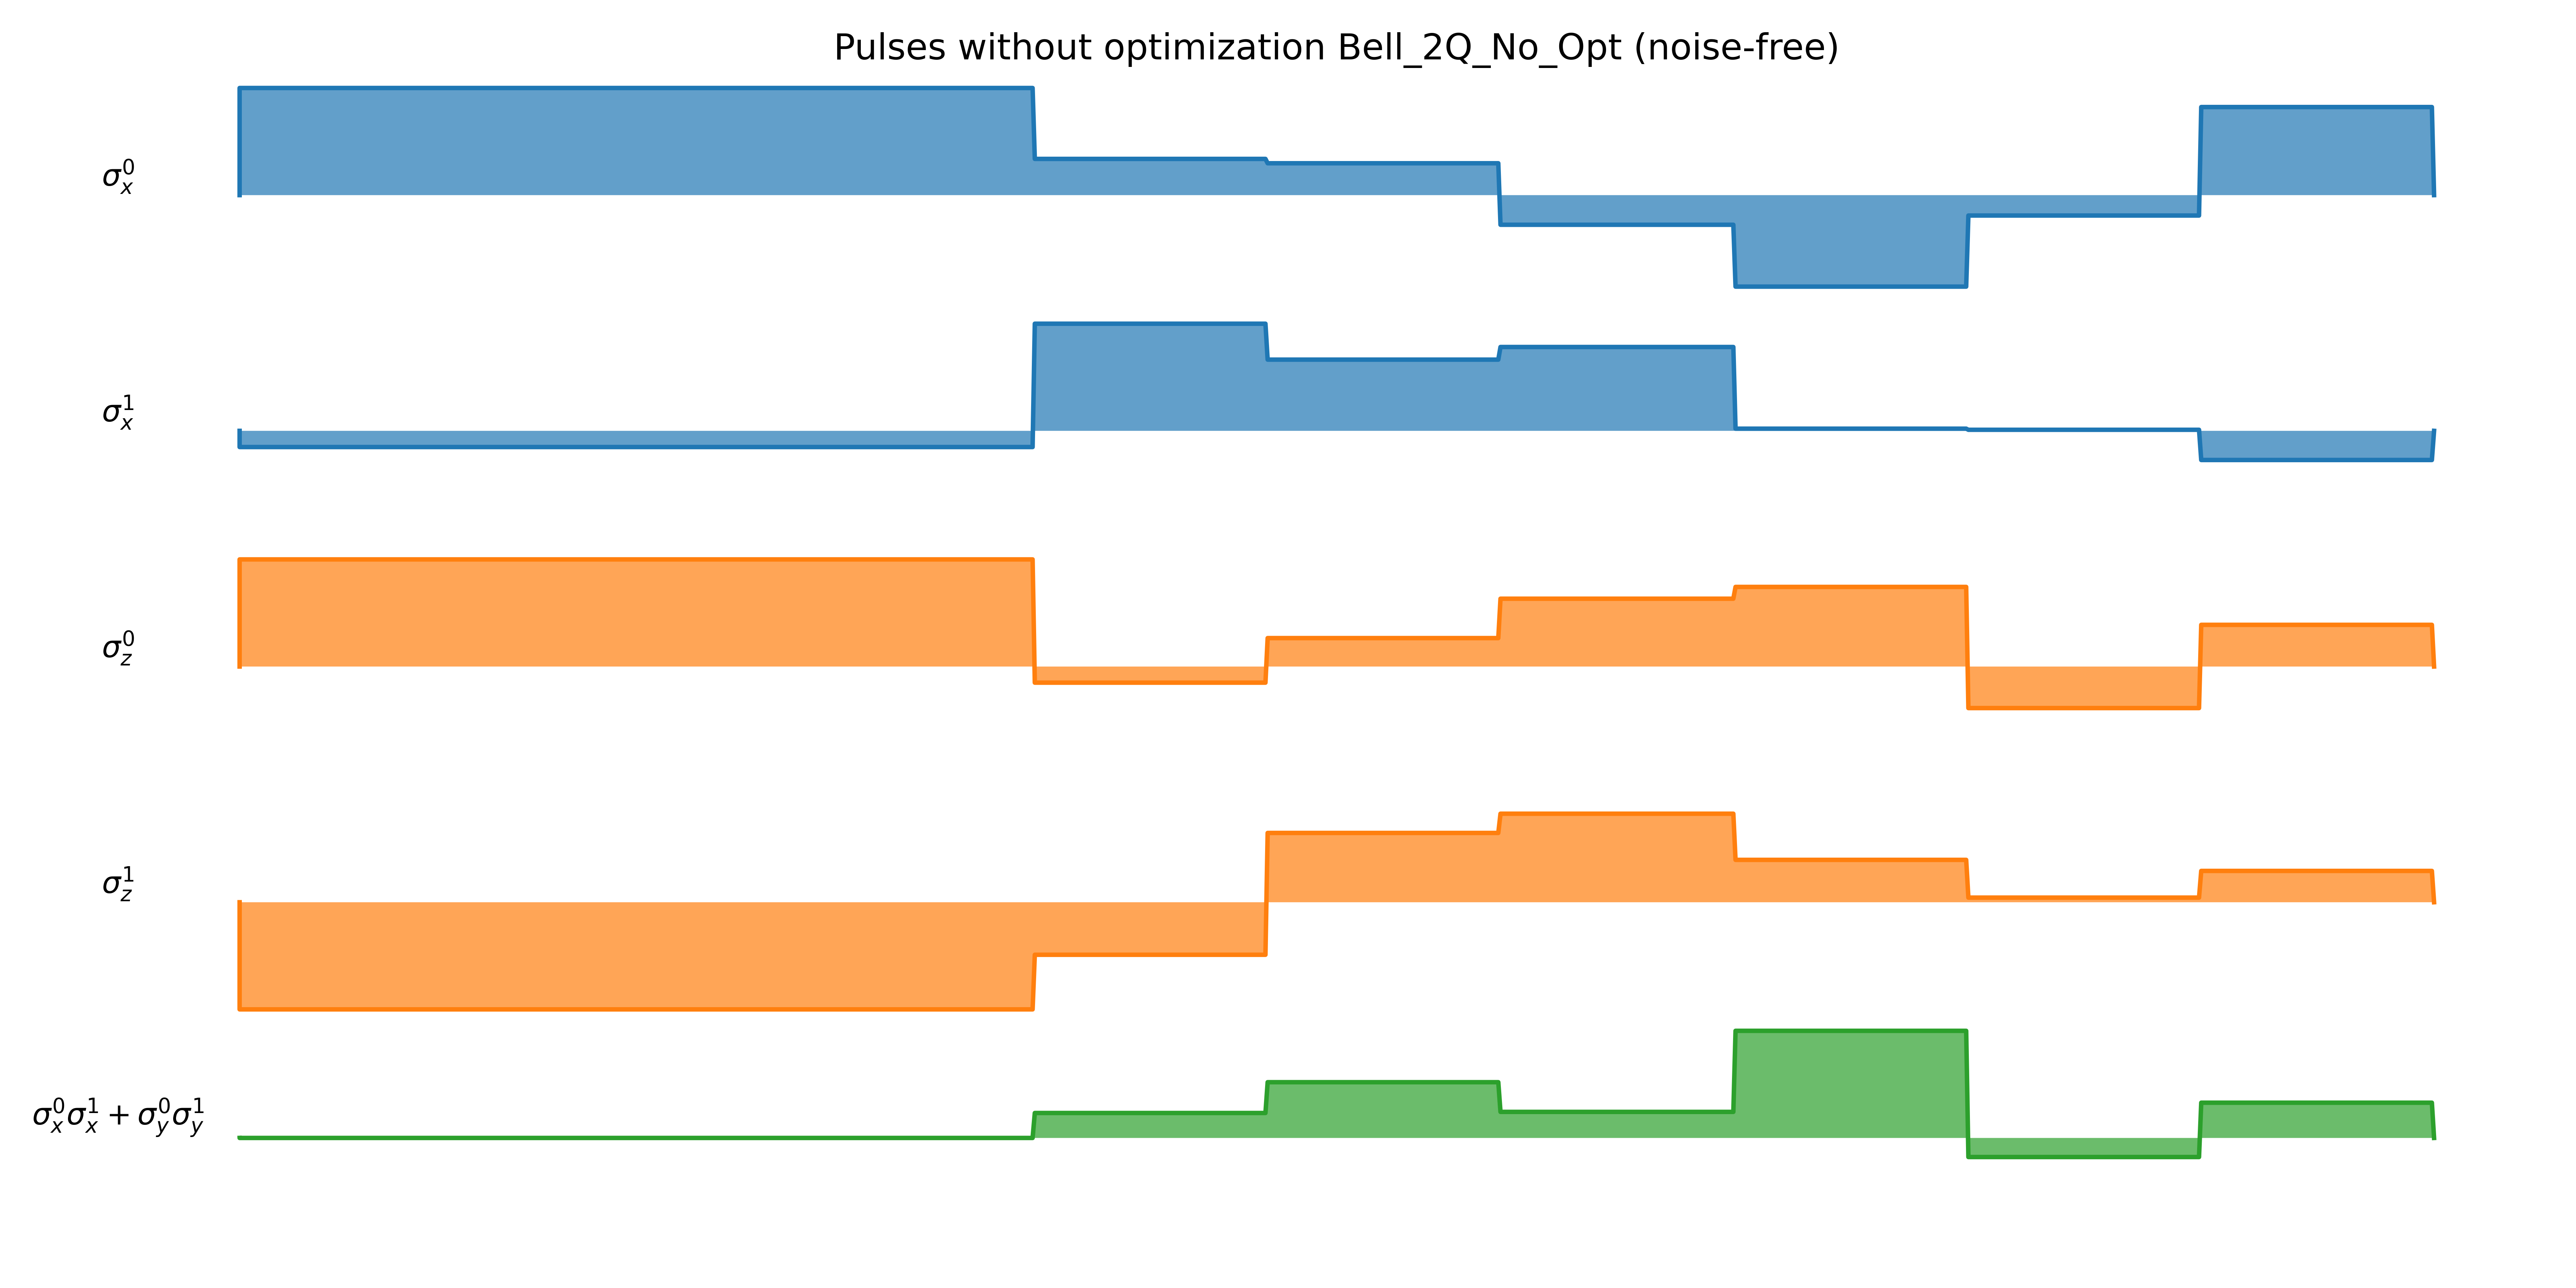 Pulses without optimization Bell_2Q_No_Opt (noise-free)
σ_x^0
σ_x^1
σ_z^0
σ_z^1
σ_x^0σ_x^1 + σ_y^0σ_y^1